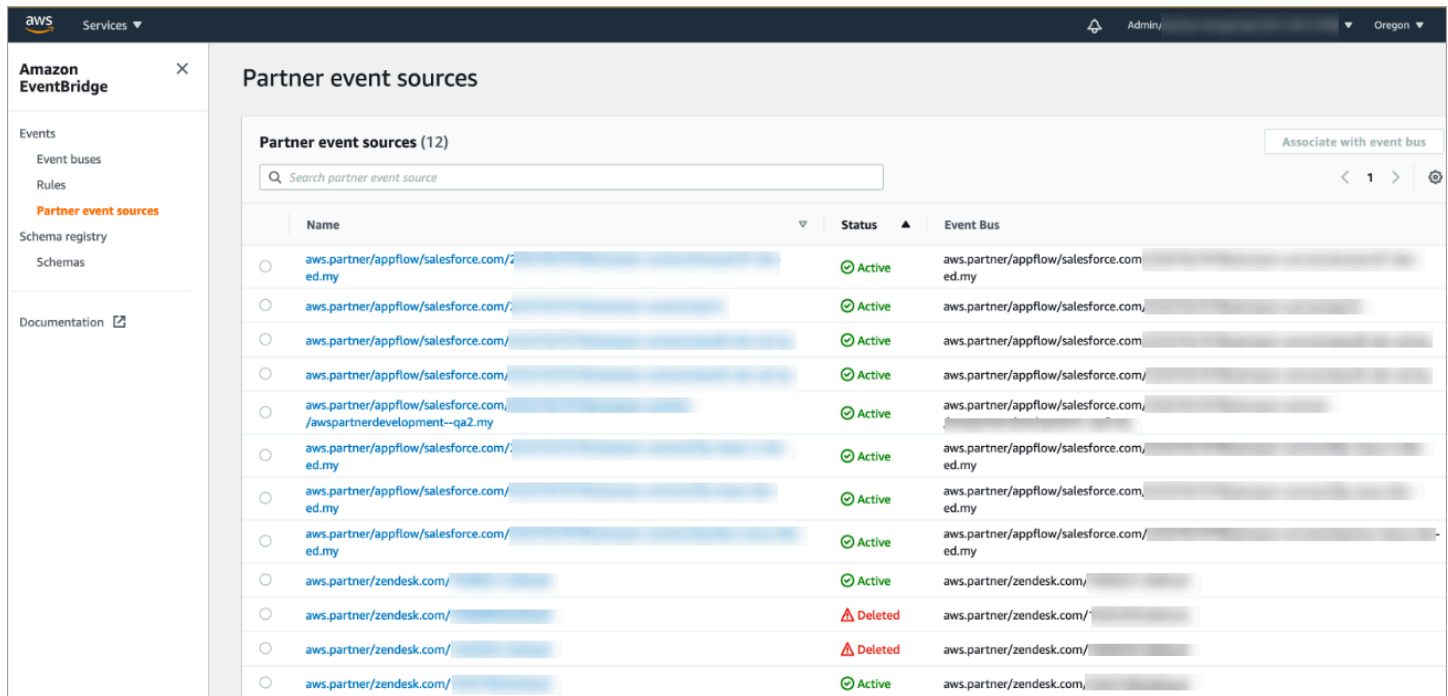 aws
Services ▼
Admin/
Oregon ▼
Amazon
EventBridge
Events
Event buses
Rules
Partner event sources
Schema registry
Schemas
Documentation
Partner event sources
Partner event sources (12)
Associate with event bus
Search partner event source
< 1 >
Name Status ▲ Event Bus
aws.partner/appflow/salesforce.com/2 Active aws.partner/appflow/salesforce.com
ed.my ed.my
aws.partner/appflow/salesforce.com/ Active aws.partner/appflow/salesforce.com/
aws.partner/appflow/salesforce.com/ Active aws.partner/appflow/salesforce.com
aws.partner/appflow/salesforce.com/ Active aws.partner/appflow/salesforce.com/
aws.partner/appflow/salesforce.com/ Active aws.partner/appflow/salesforce.com/
/awspartnerdevelopment--qa2.my
aws.partner/appflow/salesforce.com/ Active aws.partner/appflow/salesforce.com/
ed.my ed.my
aws.partner/appflow/salesforce.com/ Active aws.partner/appflow/salesforce.com
ed.my ed.my
aws.partner/appflow/salesforce.com/ Active aws.partner/appflow/salesforce.com/
ed.my ed.my
aws.partner/zendesk.com/ Active aws.partner/zendesk.com/
aws.partner/zendesk.com/ Deleted aws.partner/zendesk.com/
aws.partner/zendesk.com/ Deleted aws.partner/zendesk.com/
aws.partner/zendesk.com/ Active aws.partner/zendesk.com